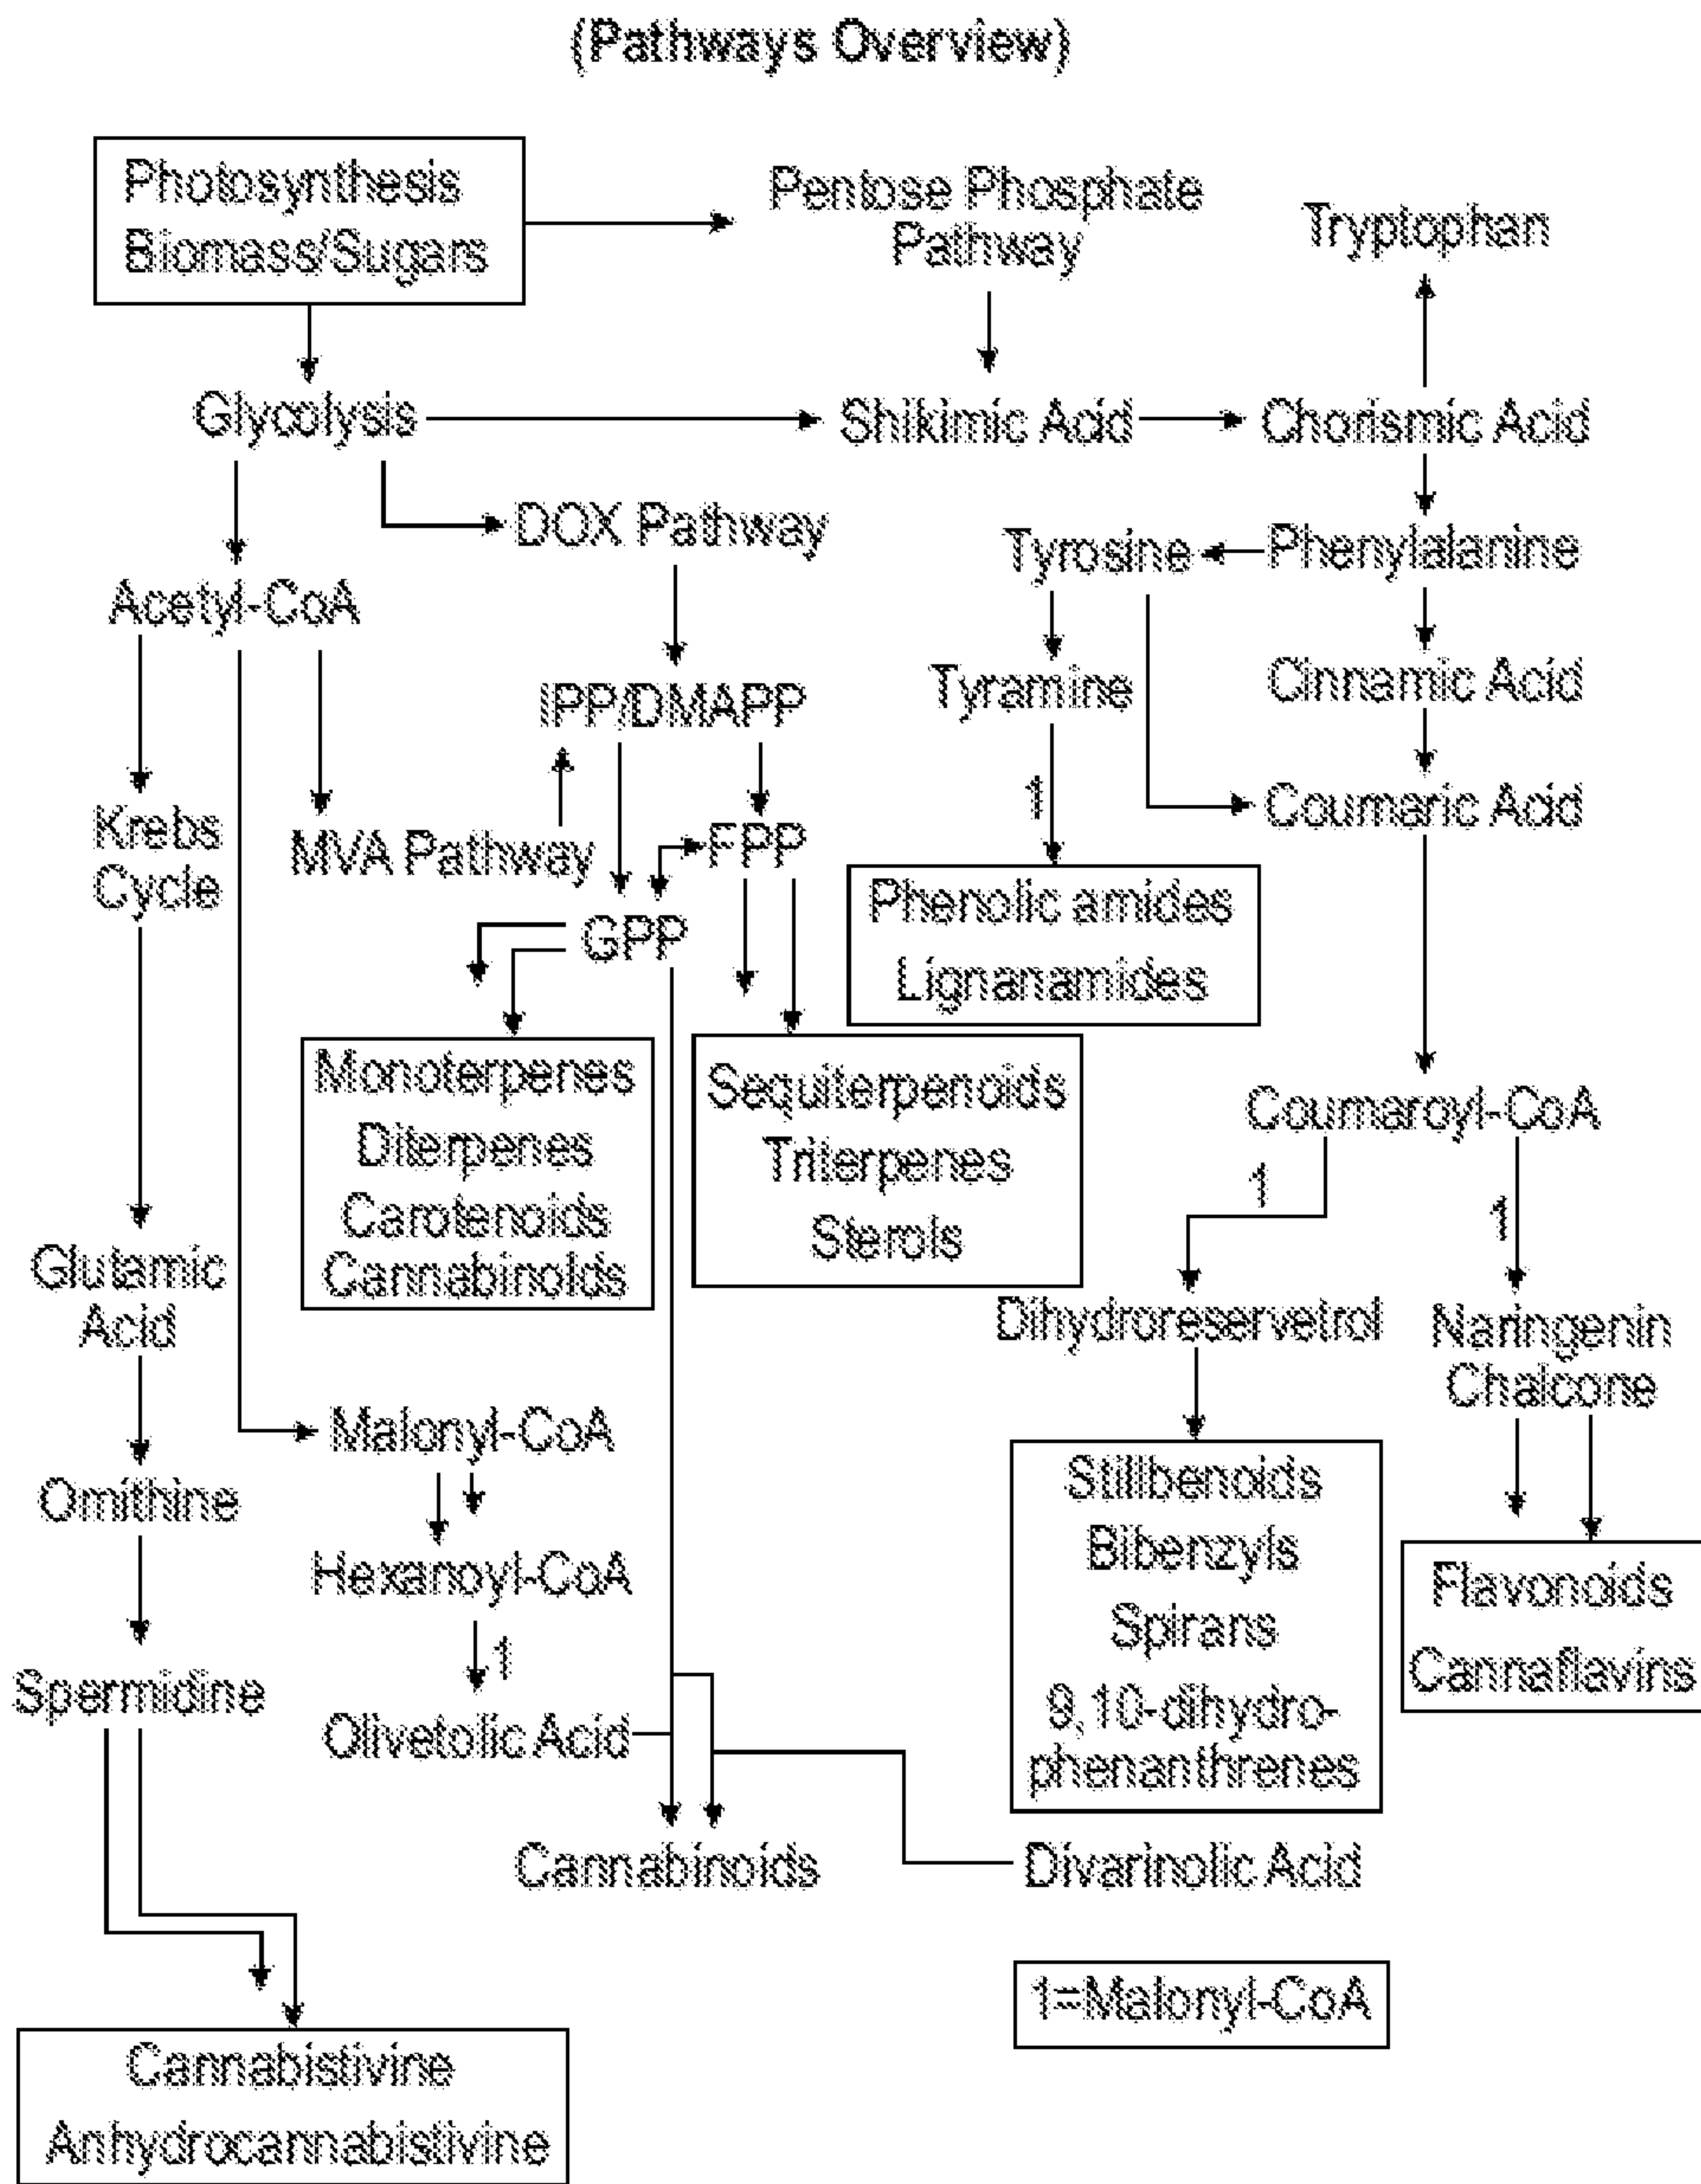 (Pathways Overview)
Photosynthesis
Biomass/Sugars
Pentose Phosphate
Pathway
Tryptophan
Glycolysis
Shikimic Acid
Chorismic Acid
DOX Pathway
Tyrosine
Phenylalanine
Acetyl-CoA
IPP/DMAPP
Tyramine
Cinnamic Acid
1
Krebs
Cycle
MVA Pathway
FPP
Coumaric Acid
GPP
Phenolic amides
Lignanamides
Monoterpenes
Diterpenes
Carotenoids
Cannabinoids
Sequiterpenoids
Triterpenes
Sterols
Coumaroyl-CoA
1
1
Glutamic
Acid
Dihydroreservetrol
Naringenin
Chalcone
Malonyl-CoA
Ornithine
Hexanoyl-CoA
Stillbenoids
Bibenzyls
Spirans
9,10-dihydro-
phenanthrenes
Flavonoids
Cannaflavins
1
Spermidine
Olivetolic Acid
Cannabinoids
Divarinolic Acid
1=Malonyl-CoA
Cannabistivine
Anhydrocannabistivine